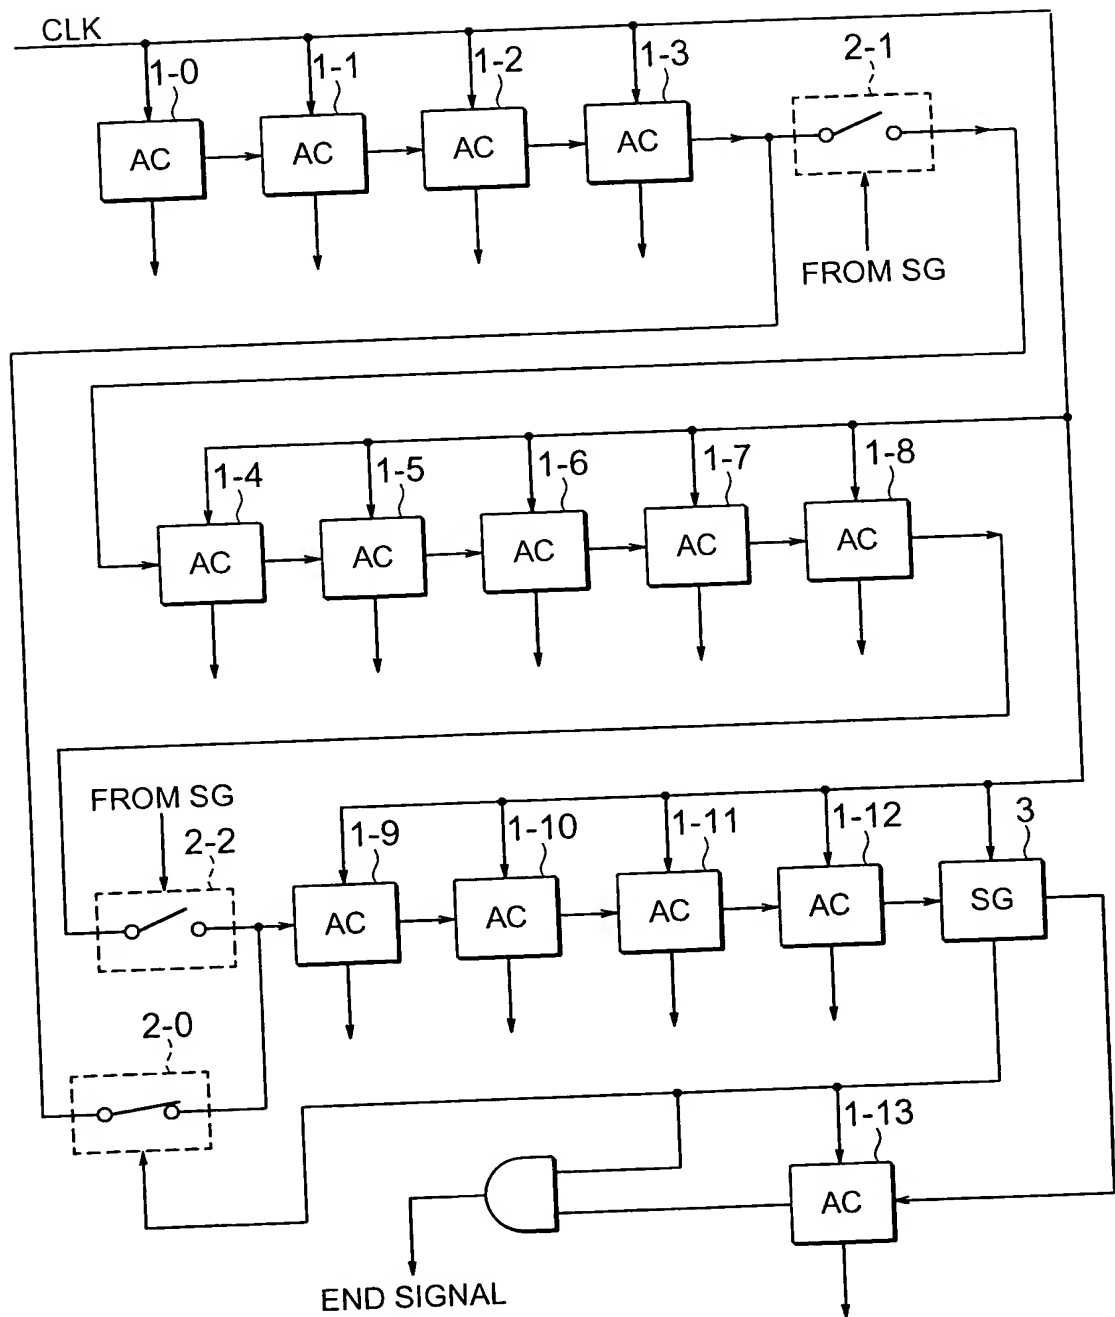 CLK
1-0 1-1 1-2 1-3 2-1
AC AC AC AC
FROM SG
1-4 1-5 1-6 1-7 1-8
AC AC AC AC AC
FROM SG
2-2 1-9 1-10 1-11 1-12 3
AC AC AC AC SG
2-0
1-13
AC
END SIGNAL